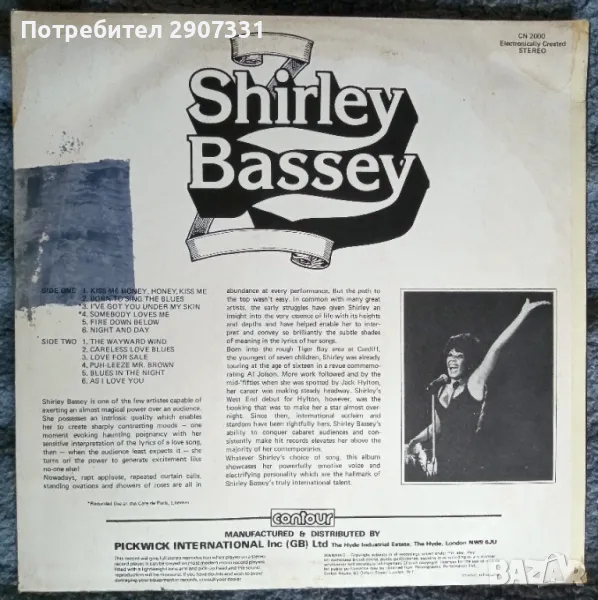 Потребител 2907331
CN 2000
Electronically Created
STEREO
Shirley
Bassey
SIDE ONE 1. KISS ME HONEY, HONEY, KISS ME
2. BORN TO SING THE BLUES
*3. I'VE GOT YOU UNDER MY SKIN
*4. SOMEBODY LOVES ME
5. FIRE DOWN BELOW
6. NIGHT AND DAY
SIDE TWO 1. THE WAYWARD WIND
2. CARELESS LOVE BLUES
3. LOVE FOR SALE
4. PUH-LEEZE MR. BROWN
5. BLUES IN THE NIGHT
6. AS I LOVE YOU
Shirley Bassey is one of the few artistes capable of
exerting an almost magical power over an audience.
She possesses an intrinsic quality which enables
her to create sharply contrasting moods — one
moment evoking haunting poignancy with her
sensitive interpretation of the lyrics of a love song,
then — when the audience least expects it — she
turns on the power to generate excitement like
no-one else!
Nowadays, rapt applause, repeated curtain calls,
standing ovations and showers of roses are all in
*Recorded live at the Cafe de Paris, London
abundance at every performance. But the path to
the top wasn't easy. In common with many great
artists, the early struggles have given Shirley an
insight into the very essence of life with its heights
and depths and have helped enable her to inter-
pret and convey so brilliantly the subtle shades
of meaning in the lyrics of her songs.
Born into the rough Tiger Bay area of Cardiff,
the youngest of seven children, Shirley was already
touring at the age of sixteen in a revue commemo-
rating Al Jolson. More work followed and by the
mid-'fifties when she was spotted by Jack Hylton,
her career was making steady headway. Shirley's
West End debut for Hylton, however, was the
booking that was to make her a star almost over-
night. Since then, international acclaim and
stardom have been rightfully hers. Shirley Bassey's
ability to conquer cabaret audiences and con-
sistently make hit records elevates her above the
majority of her contemporaries.
Whatever Shirley's choice of song, this album
showcases her powerfully emotive voice and
electrifying personality which are the hallmark of
Shirley Bassey's truly international talent.
contour
MANUFACTURED & DISTRIBUTED BY
PICKWICK INTERNATIONAL Inc (GB) Ltd The Hyde Industrial Estate, The Hyde, London NW9 6JU
bazar